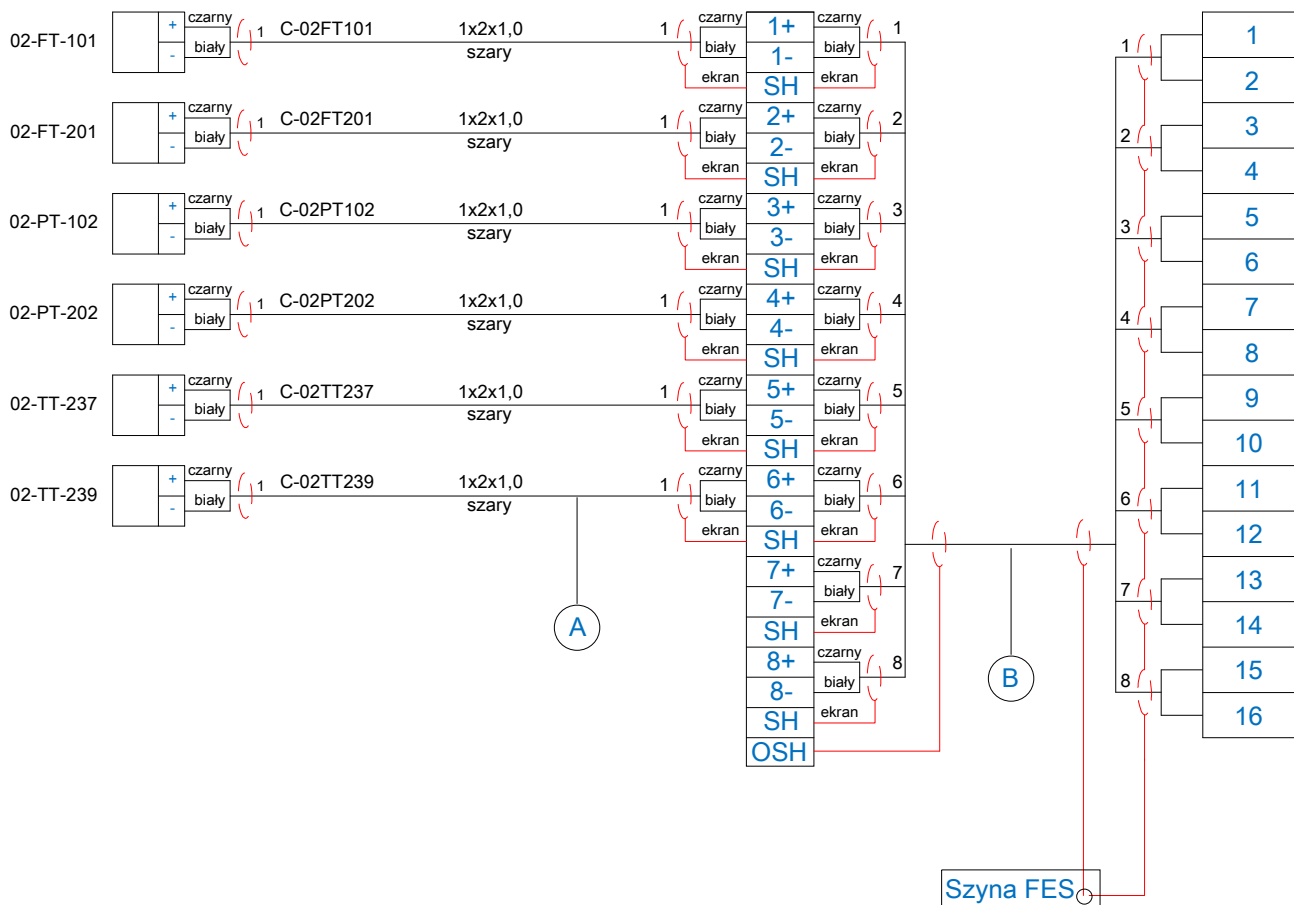 02-FT-101
+
-
czarny
biały
1
C-02FT101
1x2x1,0
szary
1
czarny
biały
ekran
1+
1-
SH
czarny
biały
ekran
1
02-FT-201
+
-
czarny
biały
1
C-02FT201
1x2x1,0
szary
1
czarny
biały
ekran
2+
2-
SH
czarny
biały
ekran
2
02-PT-102
+
-
czarny
biały
1
C-02PT102
1x2x1,0
szary
1
czarny
biały
ekran
3+
3-
SH
czarny
biały
ekran
3
02-PT-202
+
-
czarny
biały
1
C-02PT202
1x2x1,0
szary
1
czarny
biały
ekran
4+
4-
SH
czarny
biały
ekran
4
02-TT-237
+
-
czarny
biały
1
C-02TT237
1x2x1,0
szary
1
czarny
biały
ekran
5+
5-
SH
czarny
biały
ekran
5
02-TT-239
+
-
czarny
biały
1
C-02TT239
1x2x1,0
szary
1
czarny
biały
ekran
6+
6-
SH
czarny
biały
ekran
6
7+
7-
SH
czarny
biały
ekran
7
8+
8-
SH
czarny
biały
ekran
8
OSH
A
B
1
1
2
2
3
4
3
5
6
4
7
8
5
9
10
6
11
12
7
13
14
8
15
16
Szyna FES